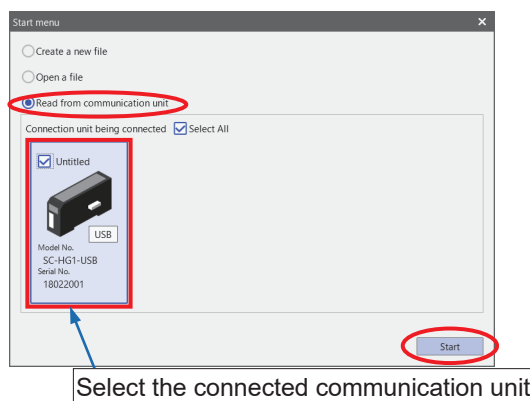 Start menu
Create a new file
Open a file
Read from communication unit
Connection unit being connected Select All
Untitled
USB
Model No.
SC-HG1-USB
Serial No.
18022001
Start
Select the connected communication unit